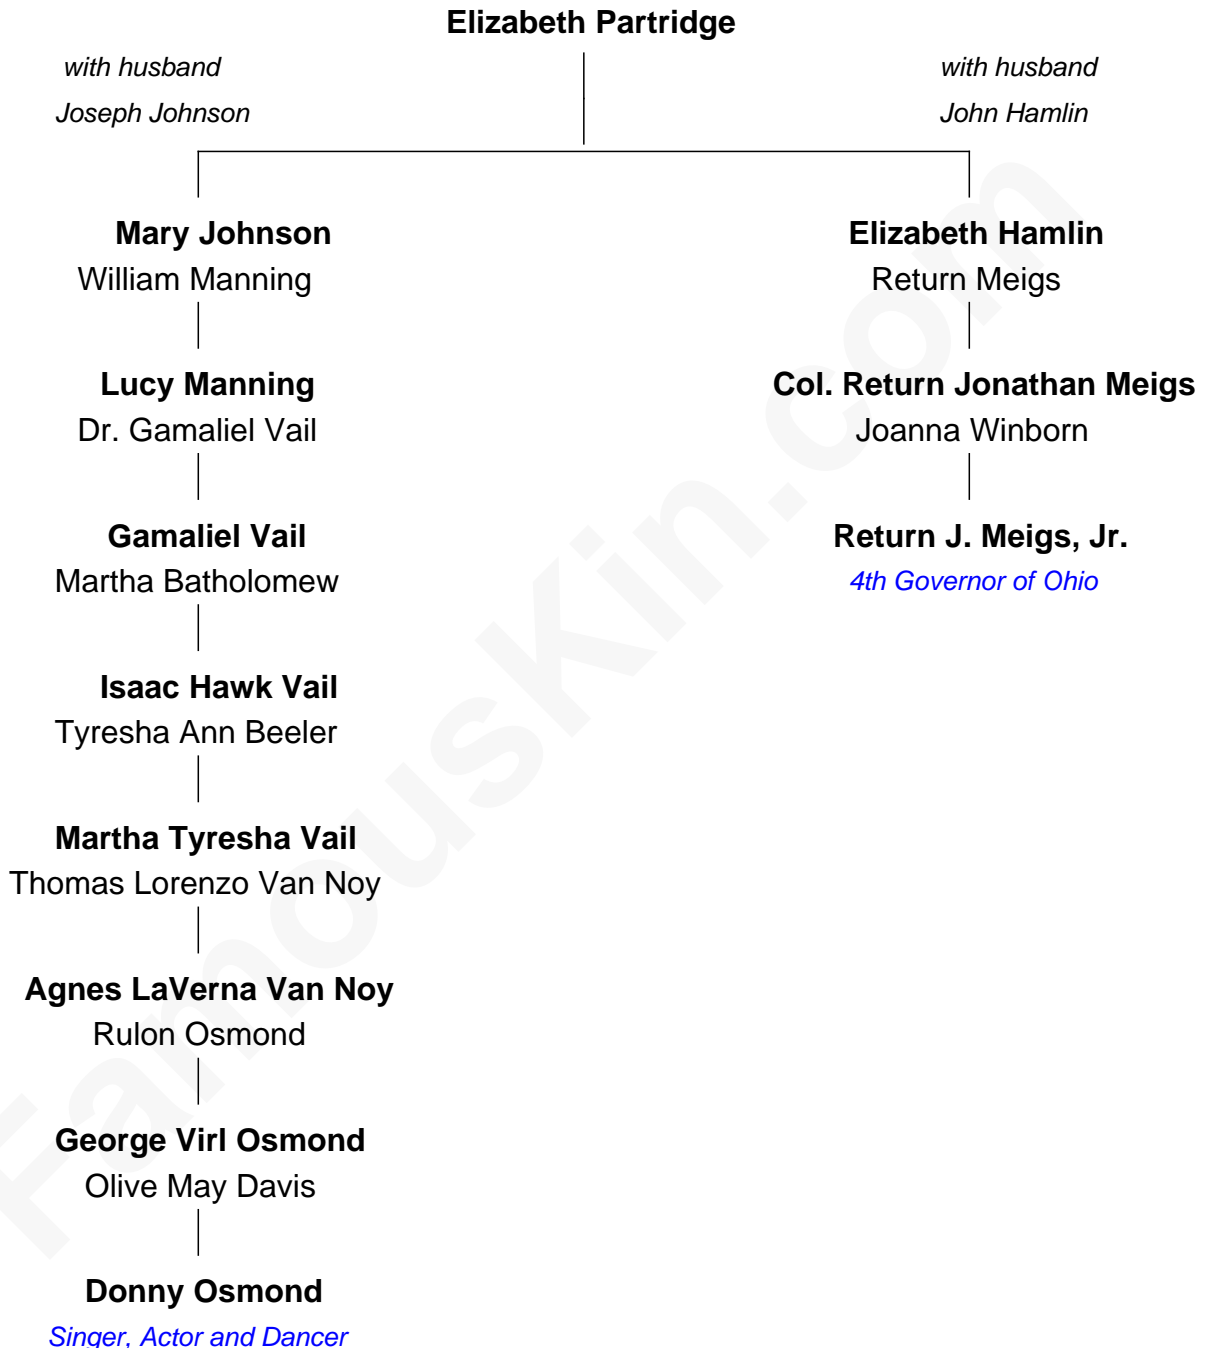 Elizabeth Partridge
with husband
Joseph Johnson
with husband
John Hamlin
Mary Johnson
William Manning
Lucy Manning
Dr. Gamaliel Vail
Gamaliel Vail
Martha Batholomew
Isaac Hawk Vail
Tyresha Ann Beeler
Martha Tyresha Vail
Thomas Lorenzo Van Noy
Agnes LaVerna Van Noy
Rulon Osmond
George Virl Osmond
Olive May Davis
Donny Osmond
Singer, Actor and Dancer
Elizabeth Hamlin
Return Meigs
Col. Return Jonathan Meigs
Joanna Winborn
Return J. Meigs, Jr.
4th Governor of Ohio
FamousKin.com